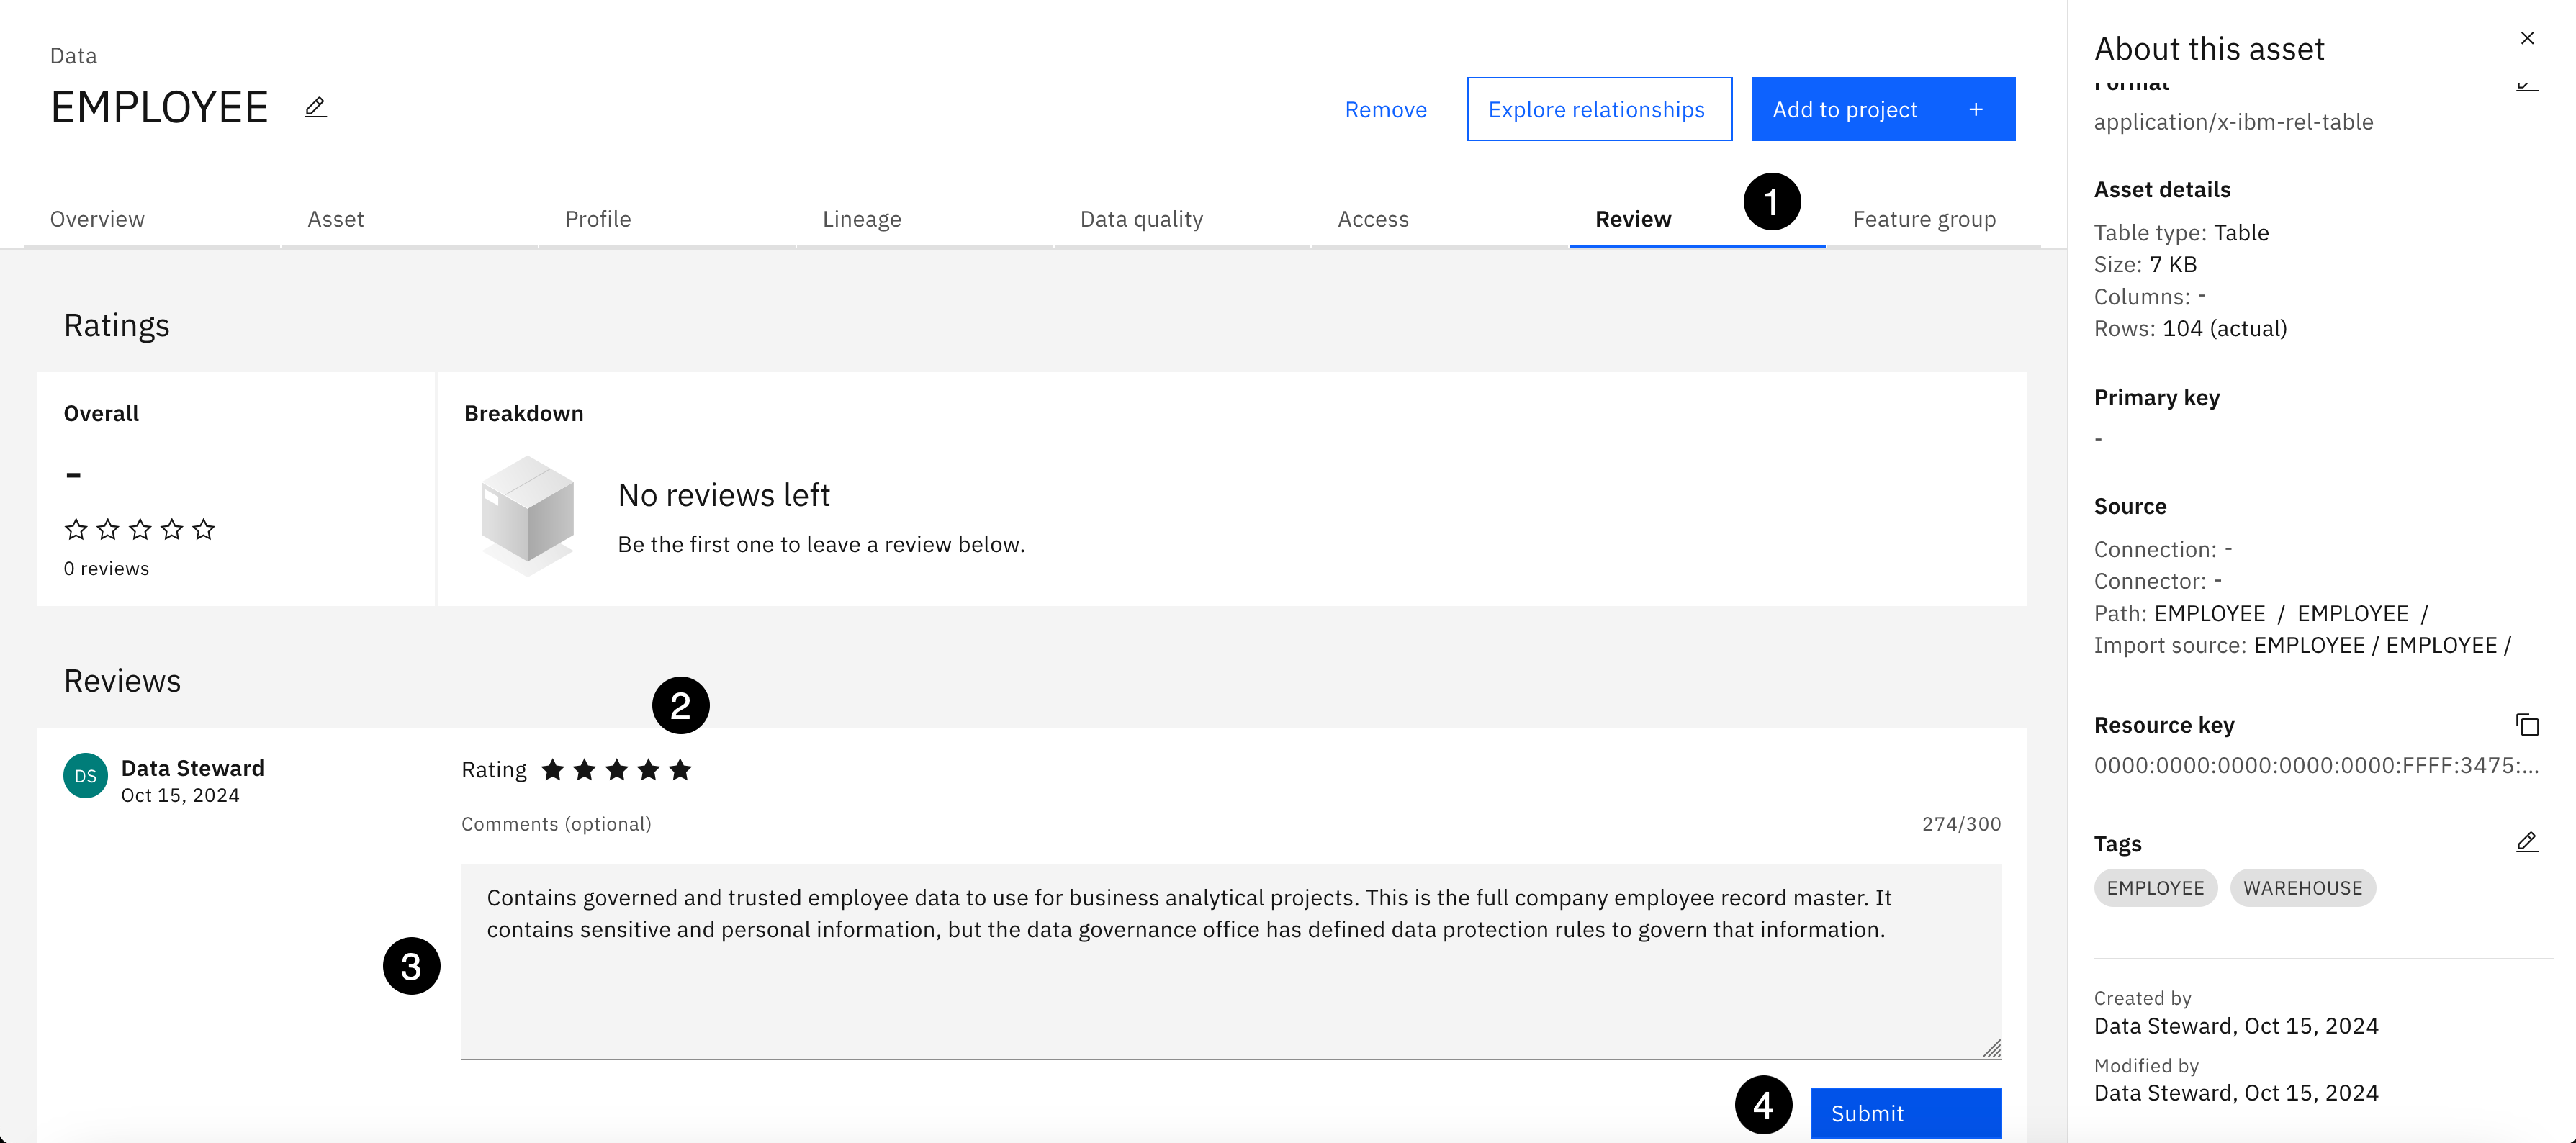 Data
EMPLOYEE
Remove
Explore relationships
Add to project +
Overview
Asset
Profile
Lineage
Data quality
Access
Review
1
Feature group
Ratings
Overall
-
0 reviews
Breakdown
No reviews left
Be the first one to leave a review below.
Reviews
2
DS
Data Steward
Oct 15, 2024
Rating
Comments (optional)
274/300
Contains governed and trusted employee data to use for business analytical projects. This is the full company employee record master. It
contains sensitive and personal information, but the data governance office has defined data protection rules to govern that information.
3
4
Submit
About this asset
Format
application/x-ibm-rel-table
Asset details
Table type: Table
Size: 7 KB
Columns: -
Rows: 104 (actual)
Primary key
-
Source
Connection: -
Connector: -
Path: EMPLOYEE / EMPLOYEE /
Import source: EMPLOYEE / EMPLOYEE /
Resource key
0000:0000:0000:0000:0000:FFFF:3475:...
Tags
EMPLOYEE
WAREHOUSE
Created by
Data Steward, Oct 15, 2024
Modified by
Data Steward, Oct 15, 2024